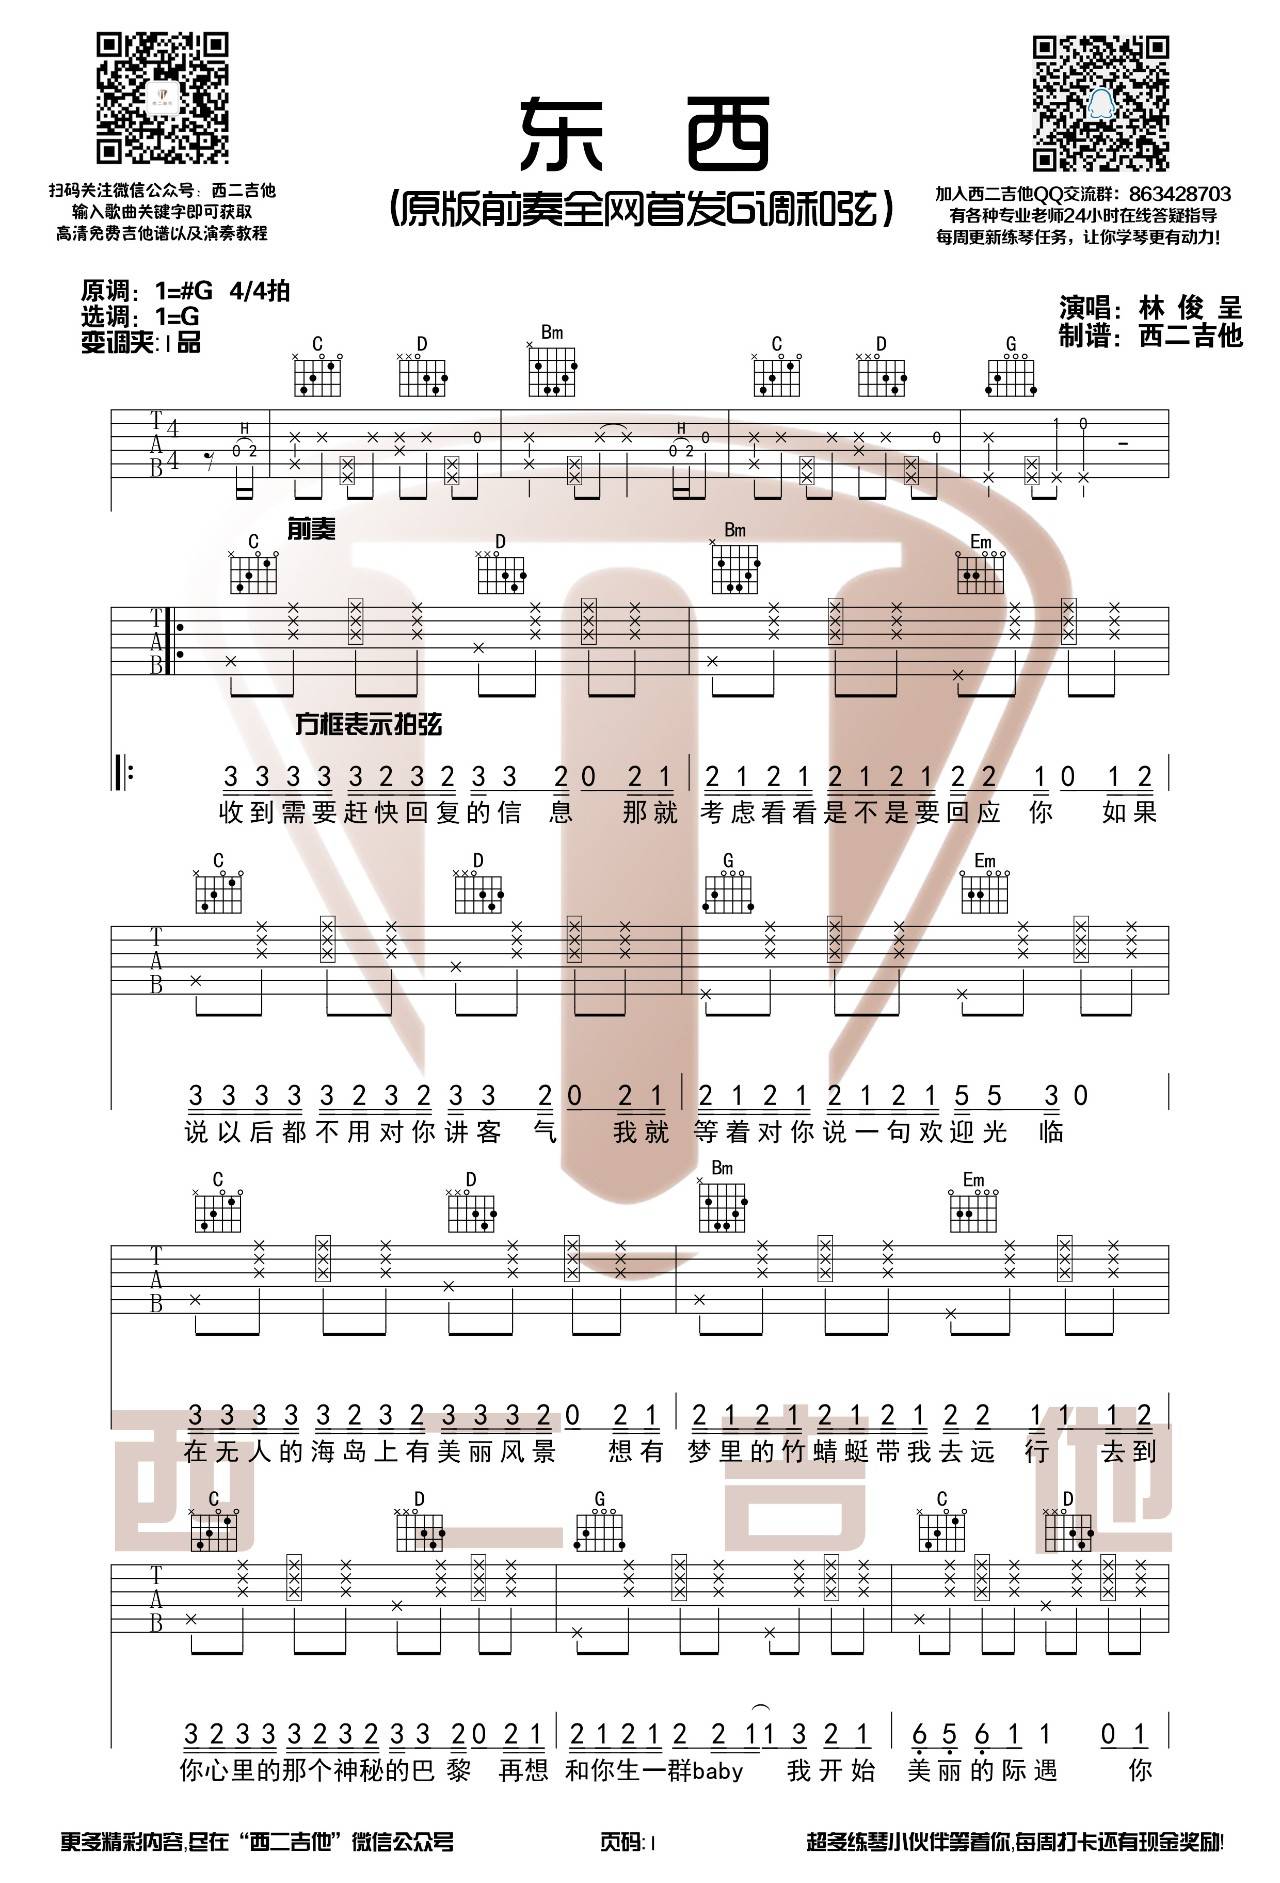 东 西
(原版前奏全网首发G调和弦)
扫码关注微信公众号：西二吉他
输入歌曲关键字即可获取
高清免费吉他谱以及演奏教程
加入西二吉他QQ交流群：863428703
有各种专业老师24小时在线答疑指导
每周更新练琴任务，让你学琴更有动力！
原调：1=#G 4/4拍
选调：1=G
变调夹:1品
演唱：林俊呈
制谱：西二吉他
C D Bm C D G
T A B 4 4
H H
0 2 0 0 2 0 0 1 0
前奏
C D Bm Em
T A B
方框表示拍弦
3 3 3 3 3 2 3 2 3 3 2 0 2 1 2 1 2 1 2 1 2 1 2 2 1 0 1 2
收到需要赶快回复的信息 那就 考虑看看是不是要回应 你 如果
C D G Em
T A B
3 3 3 3 3 2 3 2 3 3 2 0 2 1 2 1 2 1 2 1 2 1 5 5 3 0
说以后都不用对你讲客 气 我就 等着对你说一句欢迎光 临
C D Bm Em
T A B
3 3 3 3 3 2 3 2 3 3 3 2 0 2 1 2 1 2 1 2 1 2 1 2 2 1 1 1 2
在无人的海岛上有美丽风景 想有 梦里的竹蜻蜓带我去远 行 去到
C D G C D
T A B
3 2 3 3 3 2 3 2 3 3 2 0 2 1 2 1 2 1 2 2 1 1 3 2 1 6 5 6 1 1 0 1
你心里的那个神秘的巴黎 再想 和你生一群baby 我开始 美丽的际遇 你
西二吉他
更多精彩内容,尽在“西二吉他”微信公众号
页码:1
超多练琴小伙伴等着你,每周打卡还有现金奖励!